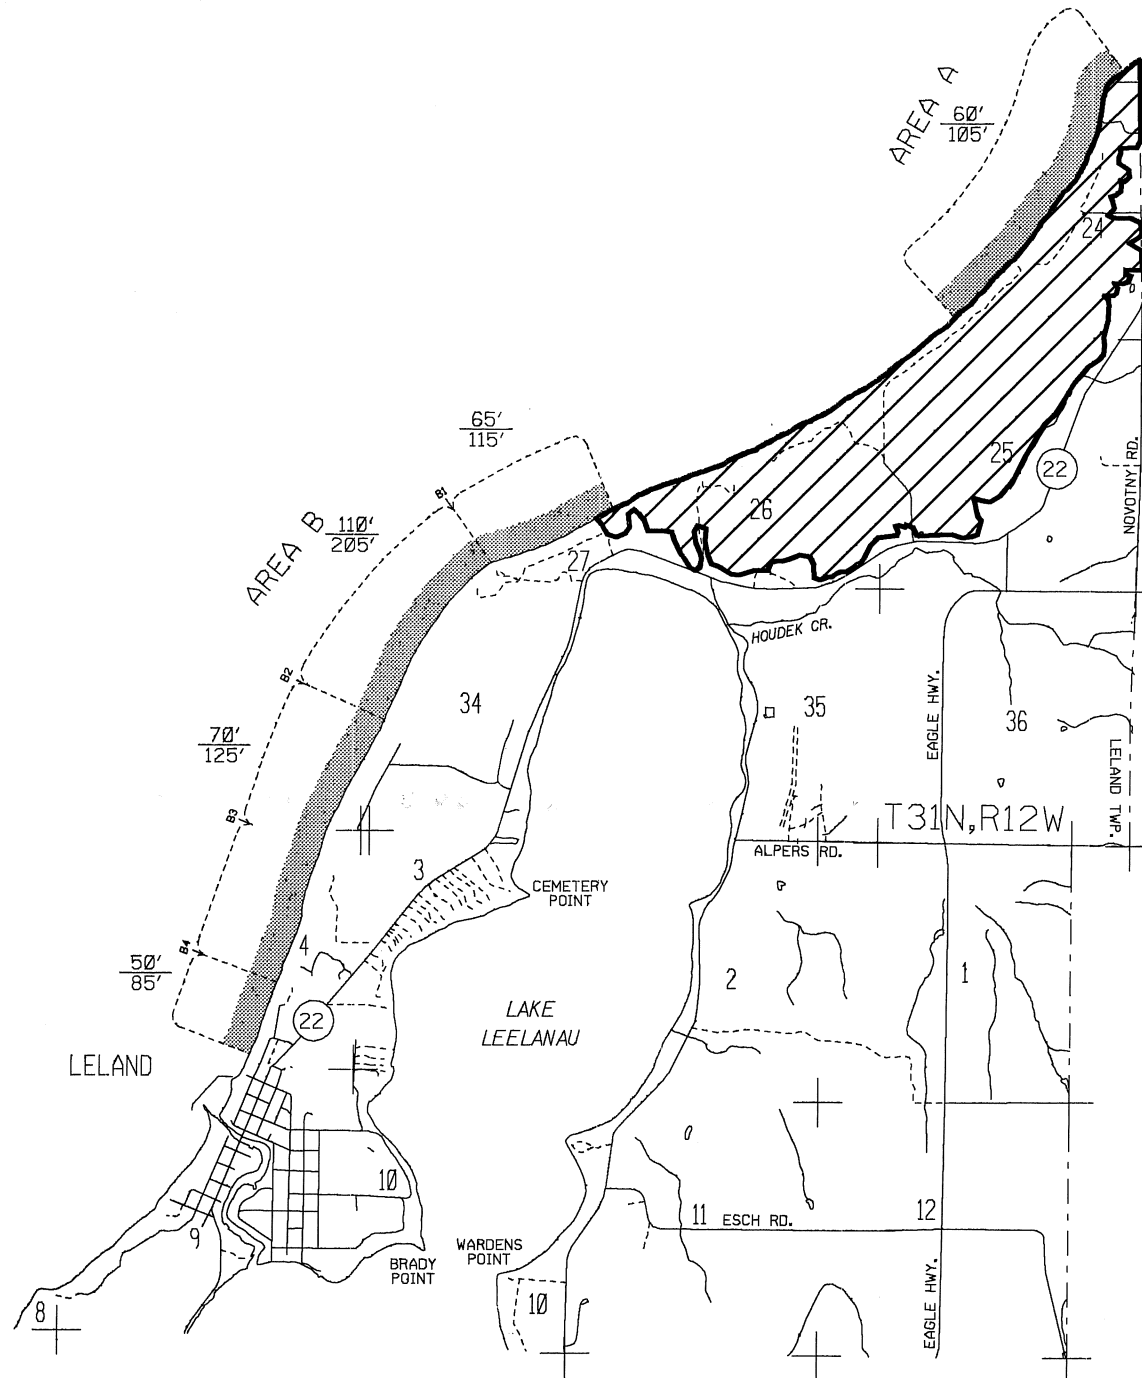 AREA A
60'
105'
24
65'
115'
25
22
NOVOTNY RD.
B1
26
AREA B
110'
205'
27
HOUDEK CR.
B2
34
35
EAGLE HWY.
36
70'
125'
LELAND TWP.
B3
T31N,R12W
ALPERS RD.
3
CEMETERY
POINT
B4
4
50'
85'
2
1
22
LAKE
LEELANAU
LELAND
10
9
11
ESCH RD.
12
WARDENS
POINT
BRADY
POINT
10
8
EAGLE HWY.